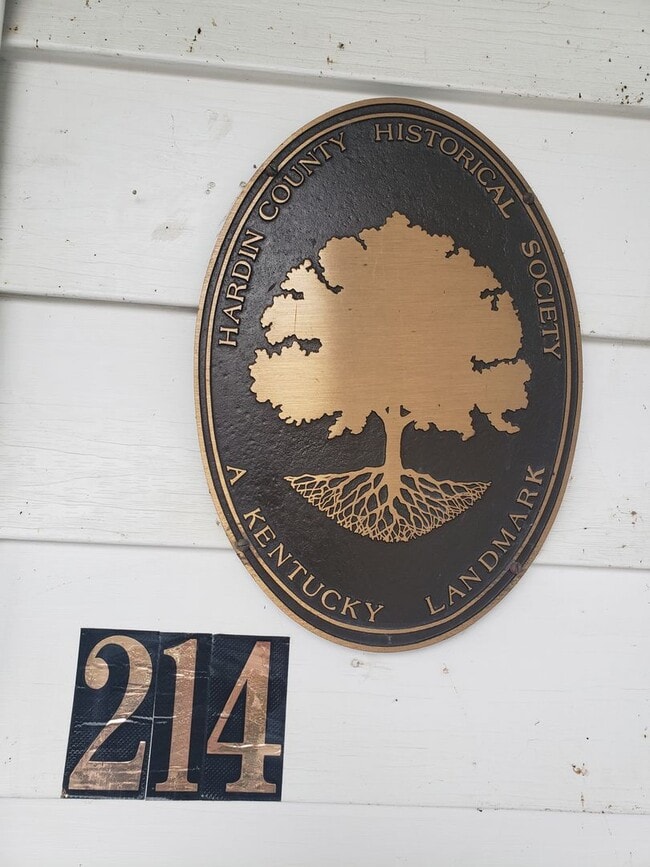 HARDIN COUNTY HISTORICAL SOCIETY
A KENTUCKY LANDMARK
214